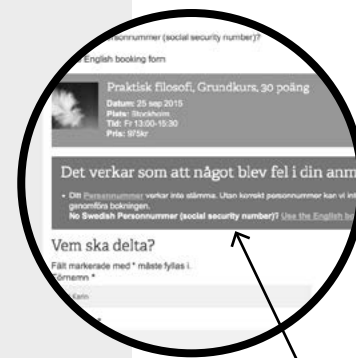 personnummer (social security number)?
English booking form
Praktisk filosofi, Grundkurs, 30 poäng
Datum: 25 sep 2015
Plats: Stockholm
Tid: Fr 13:00-15:30
Pris: 975kr
Det verkar som att något blev fel i din anm
• Ditt Personnummer verkar inte stämma. Utan korrekt personnummer kan vi int
genomföra bokningen.
No Swedish Personnummer (social security number)? Use the English bo
Vem ska delta?
Fält markerade med * måste fyllas i.
Förnamn *
Karin
*